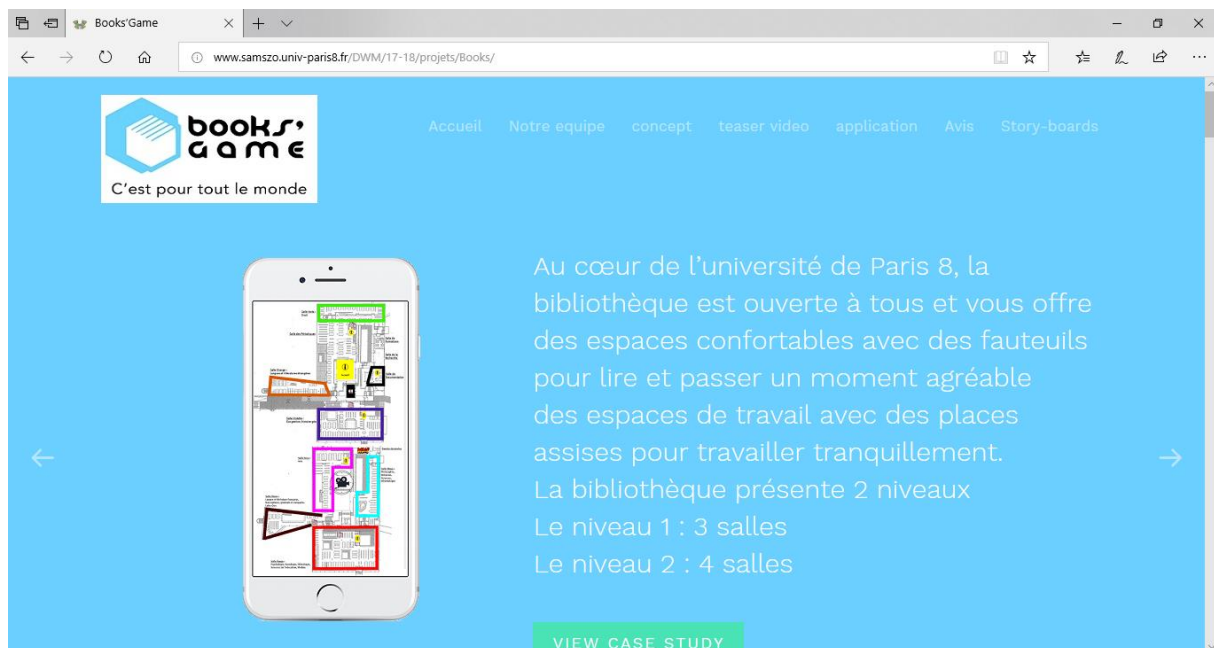 Books'Game
www.samszo.univ-paris8.fr/DWM/17-18/projets/Books/
books'
GAME
C'est pour tout le monde
Accueil Notre equipe concept teaser video application Avis Story-boards
Au cœur de l'université de Paris 8, la
bibliothèque est ouverte à tous et vous offre
des espaces confortables avec des fauteuils
pour lire et passer un moment agréable
des espaces de travail avec des places
assises pour travailler tranquillement.
La bibliothèque présente 2 niveaux
Le niveau 1 : 3 salles
Le niveau 2 : 4 salles
VIEW CASE STUDY